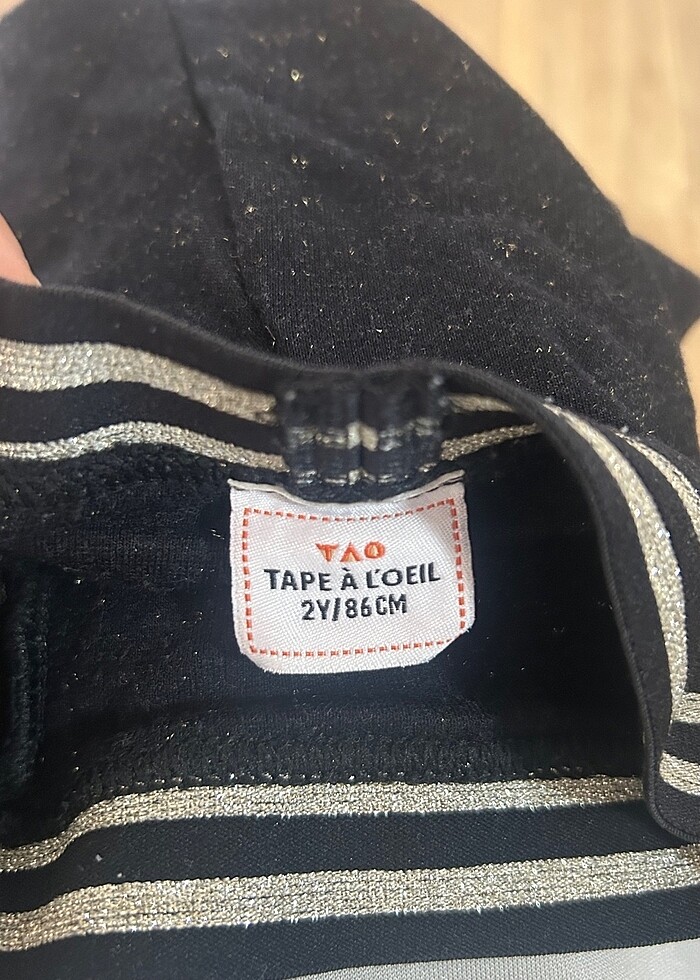 TAO
TAPE À L'OEIL
2Y/86CM